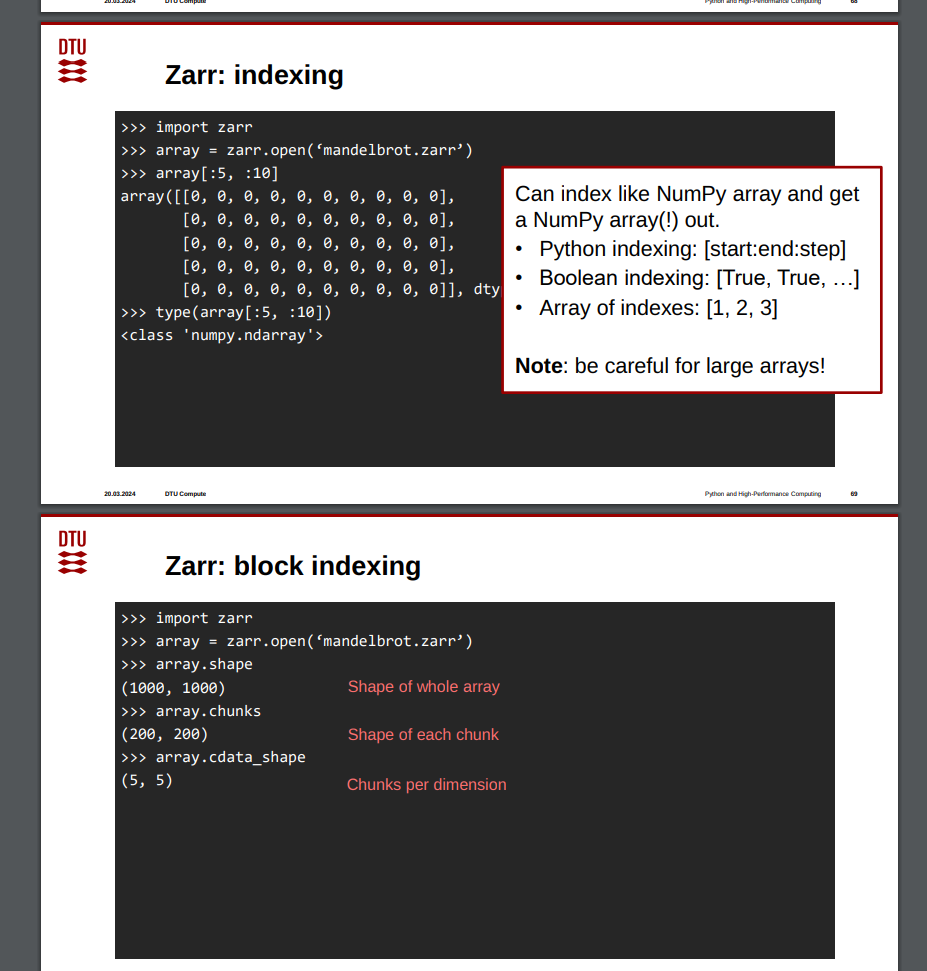 20.03.2024 DTU Compute Python and High-Performance Computing 68
DTU
Zarr: indexing
>>> import zarr
>>> array = zarr.open(‘mandelbrot.zarr’)
>>> array[:5, :10]
array([[0, 0, 0, 0, 0, 0, 0, 0, 0, 0],
[0, 0, 0, 0, 0, 0, 0, 0, 0, 0],
[0, 0, 0, 0, 0, 0, 0, 0, 0, 0],
[0, 0, 0, 0, 0, 0, 0, 0, 0, 0],
[0, 0, 0, 0, 0, 0, 0, 0, 0, 0]], dty
>>> type(array[:5, :10])
<class 'numpy.ndarray'>
Can index like NumPy array and get
a NumPy array(!) out.
• Python indexing: [start:end:step]
• Boolean indexing: [True, True, …]
• Array of indexes: [1, 2, 3]
Note: be careful for large arrays!
20.03.2024 DTU Compute Python and High-Performance Computing 69
DTU
Zarr: block indexing
>>> import zarr
>>> array = zarr.open(‘mandelbrot.zarr’)
>>> array.shape
(1000, 1000) Shape of whole array
>>> array.chunks
(200, 200) Shape of each chunk
>>> array.cdata_shape
(5, 5) Chunks per dimension